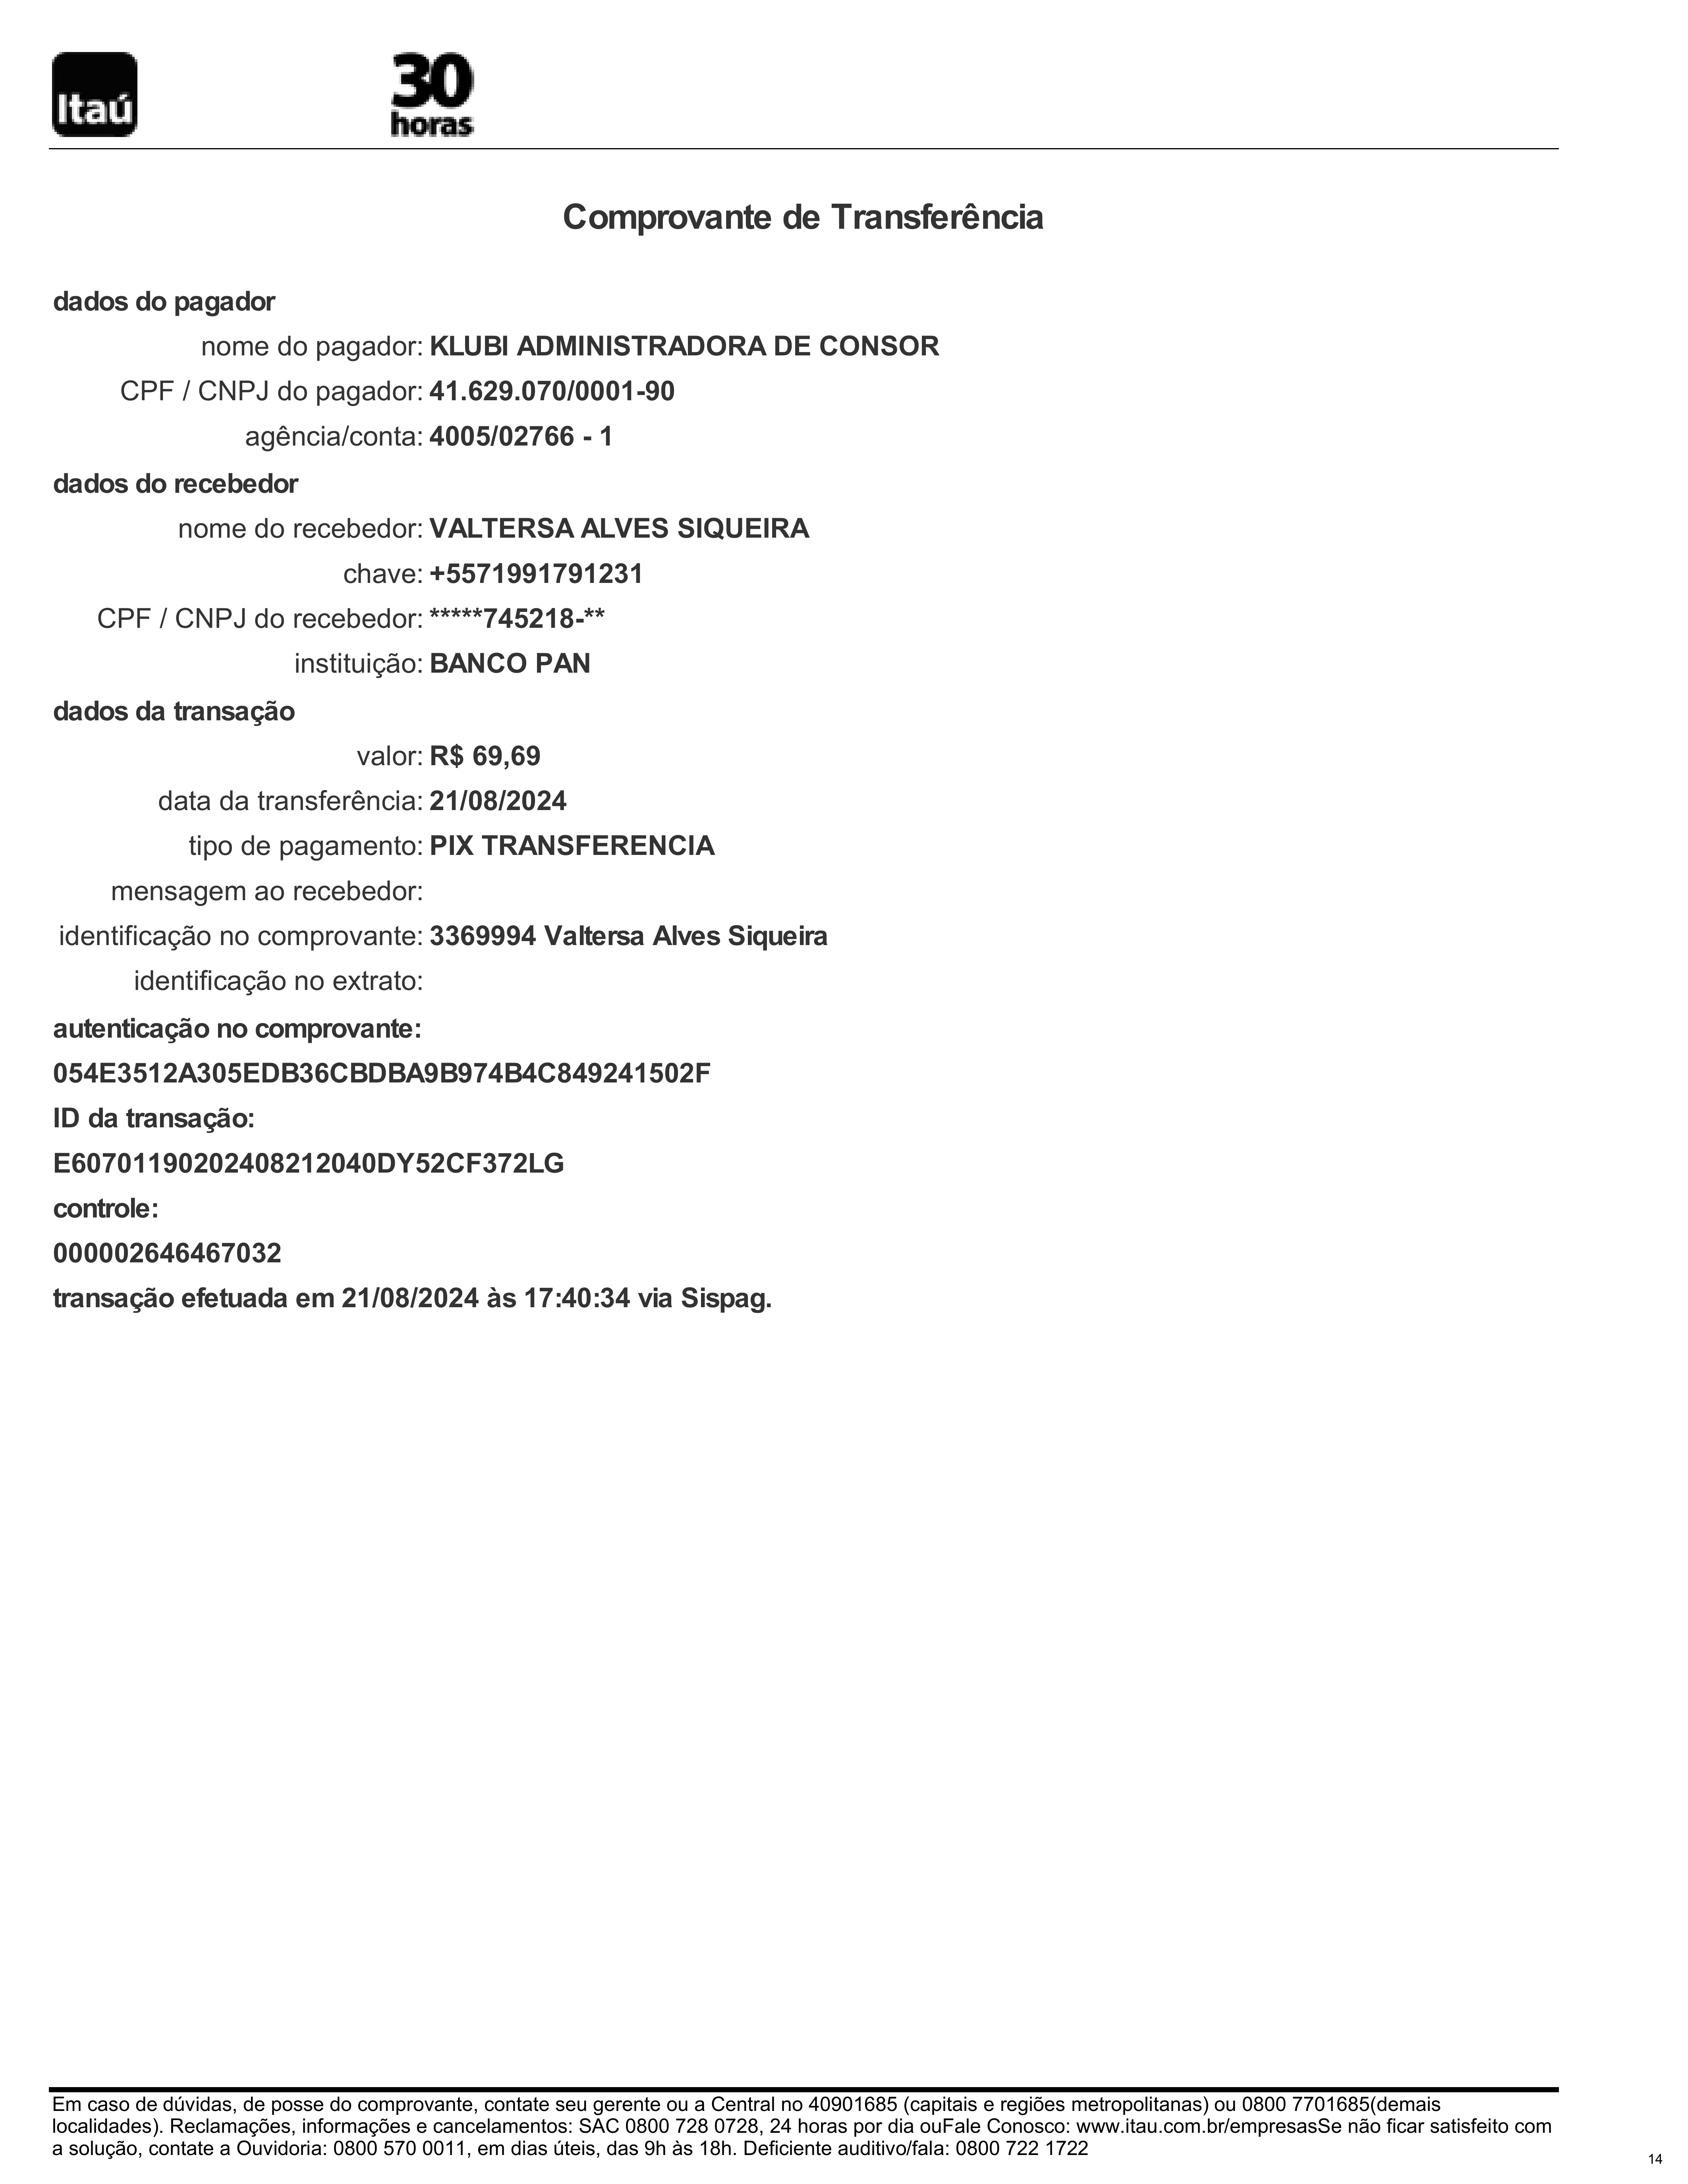 Itaú
30
horas
Comprovante de Transferência
dados do pagador
nome do pagador: KLUBI ADMINISTRADORA DE CONSOR
CPF / CNPJ do pagador: 41.629.070/0001-90
agência/conta: 4005/02766 - 1
dados do recebedor
nome do recebedor: VALTERSA ALVES SIQUEIRA
chave: +5571991791231
CPF / CNPJ do recebedor: *****745218-**
instituição: BANCO PAN
dados da transação
valor: R$ 69,69
data da transferência: 21/08/2024
tipo de pagamento: PIX TRANSFERENCIA
mensagem ao recebedor:
identificação no comprovante: 3369994 Valtersa Alves Siqueira
identificação no extrato:
autenticação no comprovante:
054E3512A305EDB36CBDBA9B974B4C849241502F
ID da transação:
E60701190202408212040DY52CF372LG
controle:
000002646467032
transação efetuada em 21/08/2024 às 17:40:34 via Sispag.
Em caso de dúvidas, de posse do comprovante, contate seu gerente ou a Central no 40901685 (capitais e regiões metropolitanas) ou 0800 7701685(demais
localidades). Reclamações, informações e cancelamentos: SAC 0800 728 0728, 24 horas por dia ouFale Conosco: www.itau.com.br/empresasSe não ficar satisfeito com
a solução, contate a Ouvidoria: 0800 570 0011, em dias úteis, das 9h às 18h. Deficiente auditivo/fala: 0800 722 1722
14